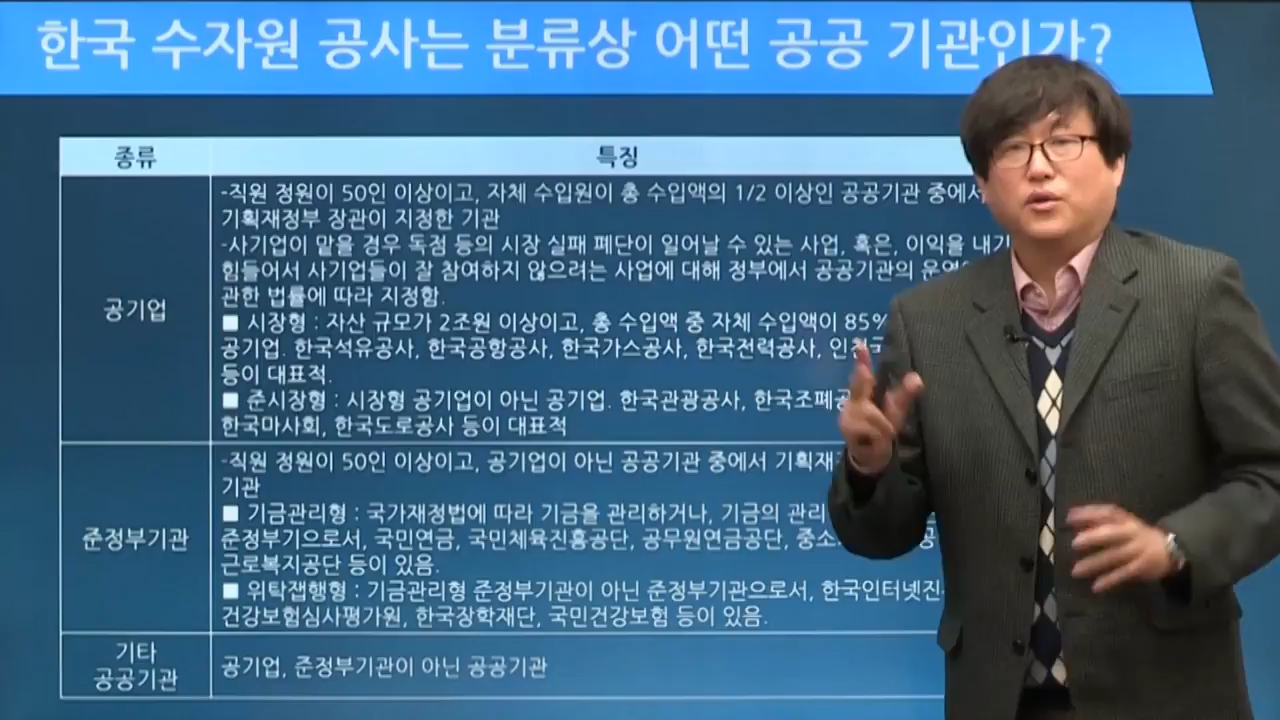 한국 수자원 공사는 분류상 어떤 공공 기관인가?
종류
특징
공기업
-직원 정원이 50인 이상이고, 자체 수입원이 총 수입액의 1/2 이상인 공공기관 중에서
기획재정부 장관이 지정한 기관
-사기업이 맡을 경우 독점 등의 시장 실패 폐단이 일어날 수 있는 사업, 혹은, 이익을 내기
힘들어서 사기업들이 잘 참여하지 않으려는 사업에 대해 정부에서 공공기관의
관한 법률에 따라 지정함.
■ 시장형 : 자산 규모가 2조원 이상이고, 총 수입액 중 자체 수입액이 85%
공기업. 한국석유공사, 한국공항공사, 한국가스공사, 한국전력공사,
등이 대표적.
■ 준시장형 : 시장형 공기업이 아닌 공기업. 한국관광공사,
한국마사회, 한국도로공사 등이 대표적
준정부기관
-직원 정원이 50인 이상이고, 공기업이 아닌 공공기관 중에서
기관
■ 기금관리형 : 국가재정법에 따라 기금을 관리하거나, 기금의 관리
준정부기으로서, 국민연금, 국민체육진흥공단, 공무원연금공단,
근로복지공단 등이 있음.
■ 위탁잽행형 : 기금관리형 준정부기관이 아닌 준정부기관으로서,
건강보험심사평가원, 한국장학재단, 국민건강보험 등이 있음.
기타
공공기관
공기업, 준정부기관이 아닌 공공기관